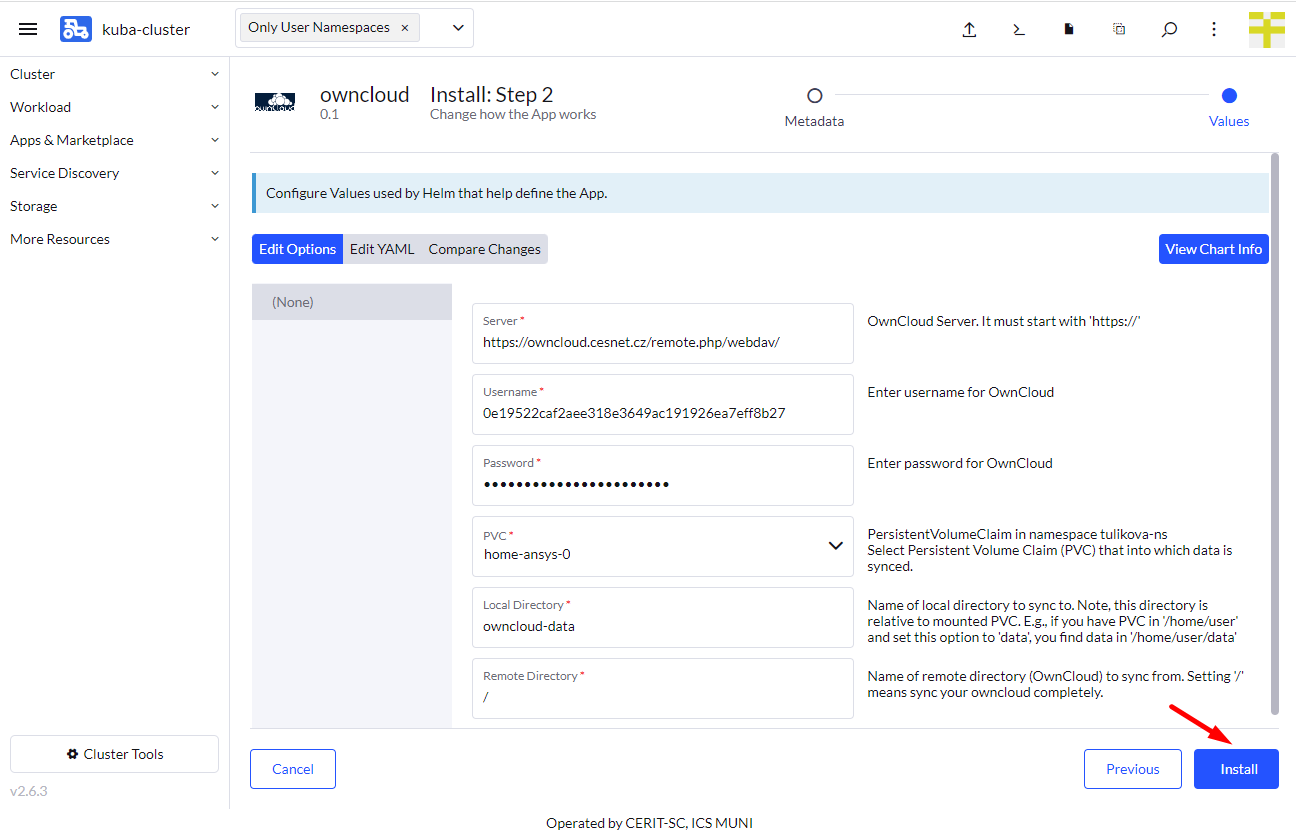 kuba-cluster
Only User Namespaces ×
Cluster
Workload
Apps & Marketplace
Service Discovery
Storage
More Resources
Cluster Tools
v2.6.3
owncloud
owncloud
0.1
Install: Step 2
Change how the App works
Metadata
Values
Configure Values used by Helm that help define the App.
Edit Options
Edit YAML
Compare Changes
View Chart Info
(None)
Server *
https://owncloud.cesnet.cz/remote.php/webdav/
OwnCloud Server. It must start with 'https://'
Username *
0e19522caf2aee318e3649ac191926ea7eff8b27
Enter username for OwnCloud
Password *
•••••••••••••••••••••••
Enter password for OwnCloud
PVC *
home-ansys-0
PersistentVolumeClaim in namespace tulikova-ns
Select Persistent Volume Claim (PVC) that into which data is
synced.
Local Directory *
owncloud-data
Name of local directory to sync to. Note, this directory is
relative to mounted PVC. E.g., if you have PVC in '/home/user'
and set this option to 'data', you find data in '/home/user/data'
Remote Directory *
/
Name of remote directory (OwnCloud) to sync from. Setting '/'
means sync your owncloud completely.
Cancel
Previous
Install
Operated by CERIT-SC, ICS MUNI